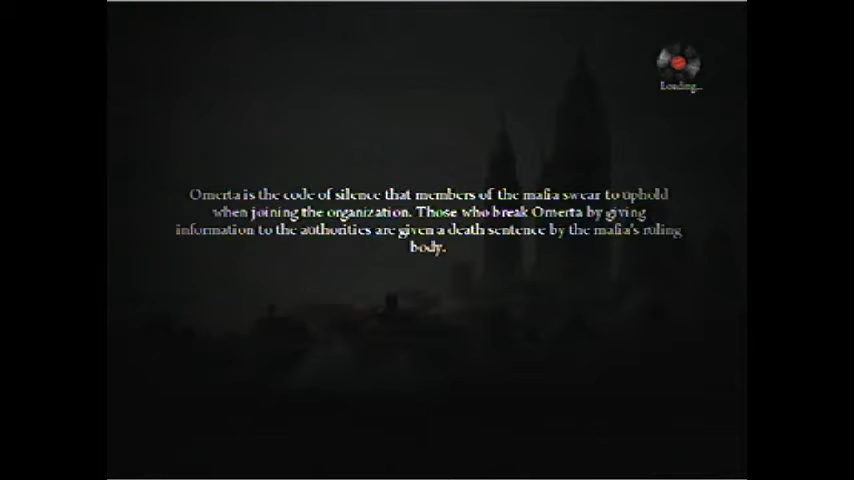 Loading...
Omerta is the code of silence that members of the mafia swear to uphold
when joining the organization. Those who break Omerta by giving
information to the authorities are given a death sentence by the mafia's ruling
body.